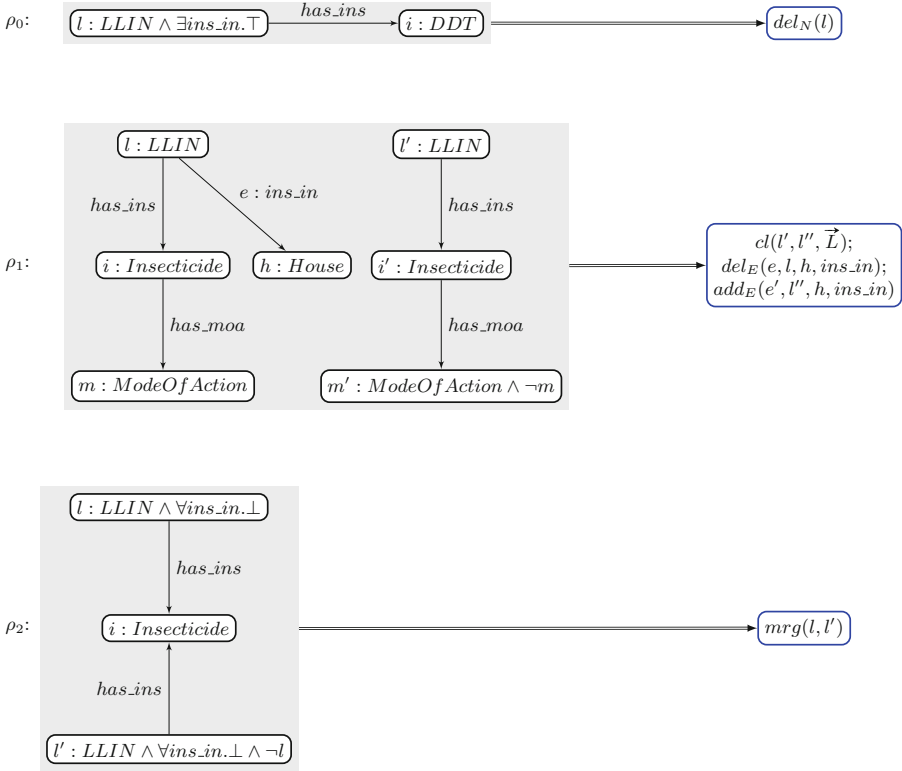 ρ₀:
l : LLIN ∧ ∃ins_in.⊤
has_ins
i : DDT
del_N(l)
ρ₁:
l : LLIN
l′ : LLIN
has_ins
e : ins_in
has_ins
i : Insecticide
h : House
i′ : Insecticide
cl(l′, l′′, L⃗);
del_E(e, l, h, ins_in);
add_E(e′, l′′, h, ins_in)
has_moa
has_moa
m : ModeOfAction
m′ : ModeOfAction ∧ ¬m
ρ₂:
l : LLIN ∧ ∀ins_in.⊥
has_ins
i : Insecticide
mrg(l, l′)
has_ins
l′ : LLIN ∧ ∀ins_in.⊥ ∧ ¬l